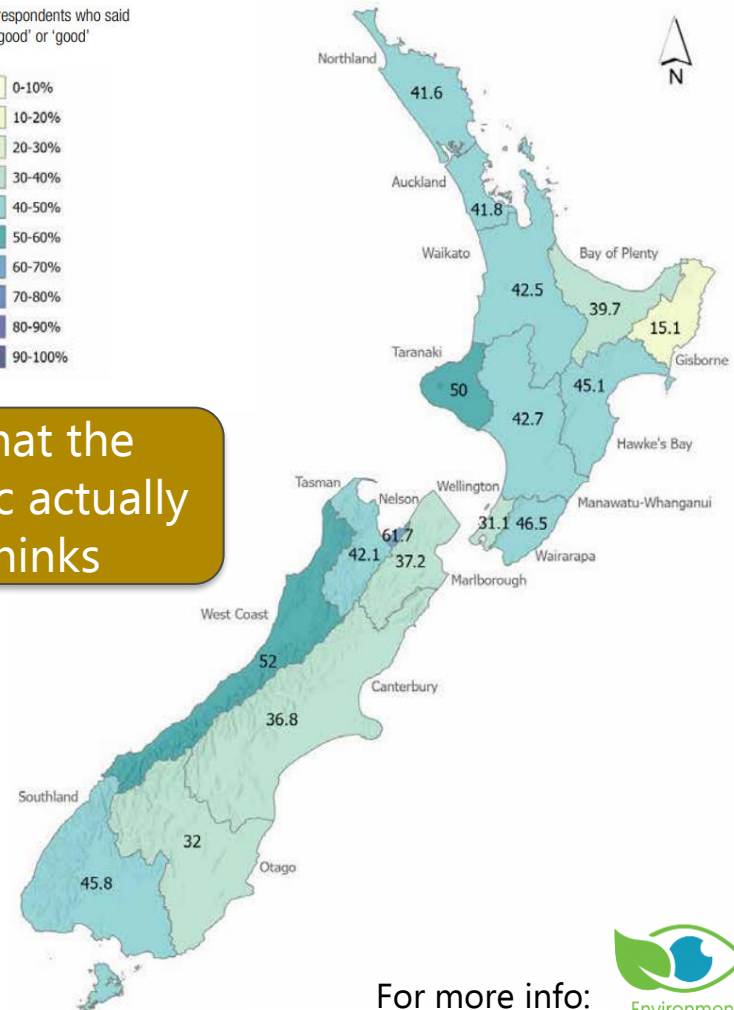 respondents who said
good’ or ‘good’
0-10%
10-20%
20-30%
30-40%
40-50%
50-60%
60-70%
70-80%
80-90%
90-100%
N
Northland
41.6
Auckland
41.8
Waikato
42.5
Bay of Plenty
39.7
15.1
Gisborne
Taranaki
50
42.7
45.1
Hawke's Bay
Manawatu-Whanganui
Wellington
31.1
46.5
Wairarapa
hat the
c actually
hinks
Tasman
42.1
Nelson
61.7
37.2
Marlborough
West Coast
52
Canterbury
36.8
Southland
45.8
32
Otago
For more info:
Environmen